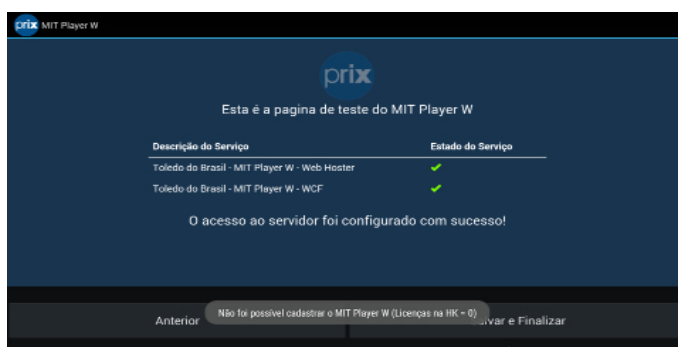 prix MIT Player W
prix
Esta é a pagina de teste do MIT Player W
Descrição do Serviço Estado do Serviço
Toledo do Brasil - MIT Player W - Web Hoster
Toledo do Brasil - MIT Player W - WCF
O acesso ao servidor foi configurado com sucesso!
Anterior Não foi possível cadastrar o MIT Player W (Licenças na HK = 0) var e Finalizar